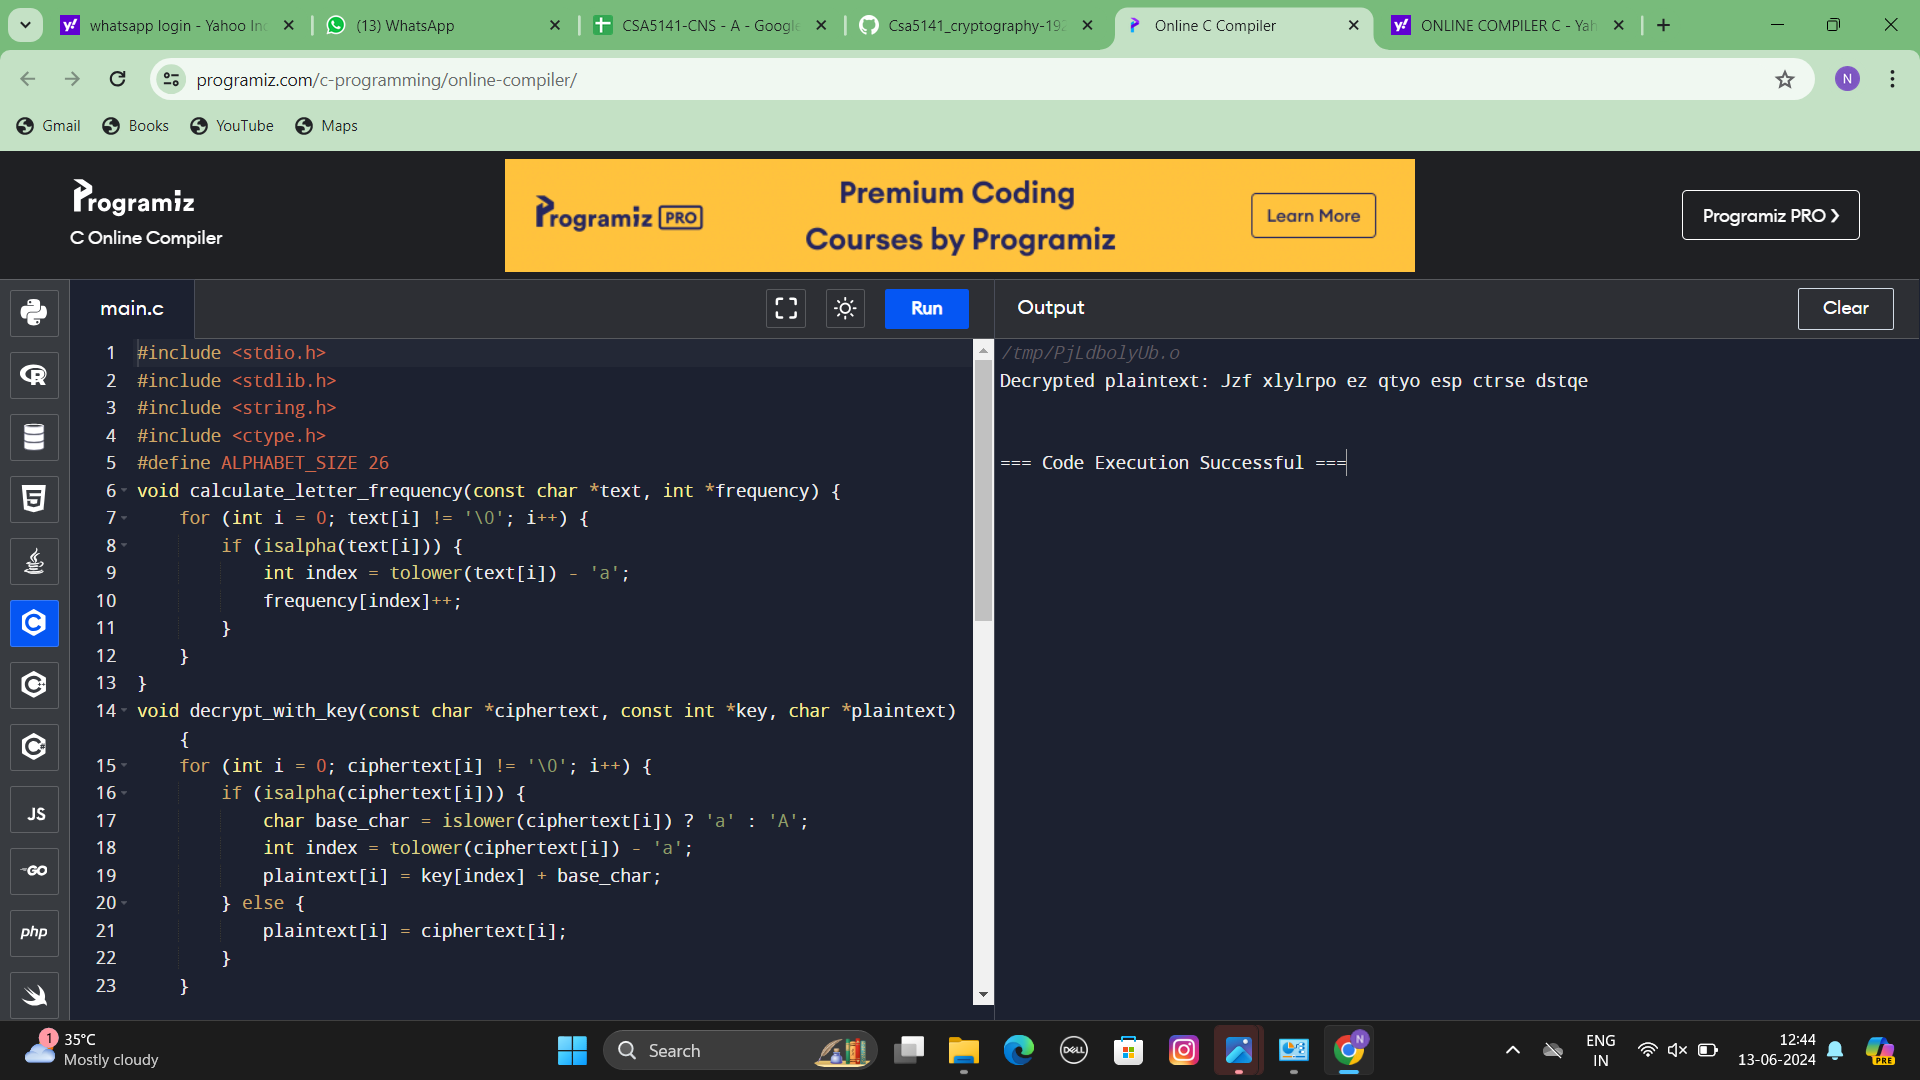 whatsapp login - Yahoo In
(13) WhatsApp
CSA5141-CNS - A - Google
Csa5141_cryptography-192
Online C Compiler
ONLINE COMPILER C - Yah
programiz.com/c-programming/online-compiler/
N
Gmail
Books
YouTube
Maps
Programiz
C Online Compiler
Programiz PRO
Premium Coding
Courses by Programiz
Learn More
Programiz PRO ❯
main.c
Run
Output
Clear
1 #include <stdio.h>
2 #include <stdlib.h>
3 #include <string.h>
4 #include <ctype.h>
5 #define ALPHABET_SIZE 26
6 void calculate_letter_frequency(const char *text, int *frequency) {
7 for (int i = 0; text[i] != '\0'; i++) {
8 if (isalpha(text[i])) {
9 int index = tolower(text[i]) - 'a';
10 frequency[index]++;
11 }
12 }
13 }
14 void decrypt_with_key(const char *ciphertext, const int *key, char *plaintext)
{
15 for (int i = 0; ciphertext[i] != '\0'; i++) {
16 if (isalpha(ciphertext[i])) {
17 char base_char = islower(ciphertext[i]) ? 'a' : 'A';
18 int index = tolower(ciphertext[i]) - 'a';
19 plaintext[i] = key[index] + base_char;
20 } else {
21 plaintext[i] = ciphertext[i];
22 }
23 }
/tmp/PjLdbolyUb.o
Decrypted plaintext: Jzf xlylrpo ez qtyo esp ctrse dstqe
=== Code Execution Successful ===
R
5
C
JS
GO
php
1
35°C
Mostly cloudy
Search
DELL
N
ENG
IN
12:44
13-06-2024
PRE